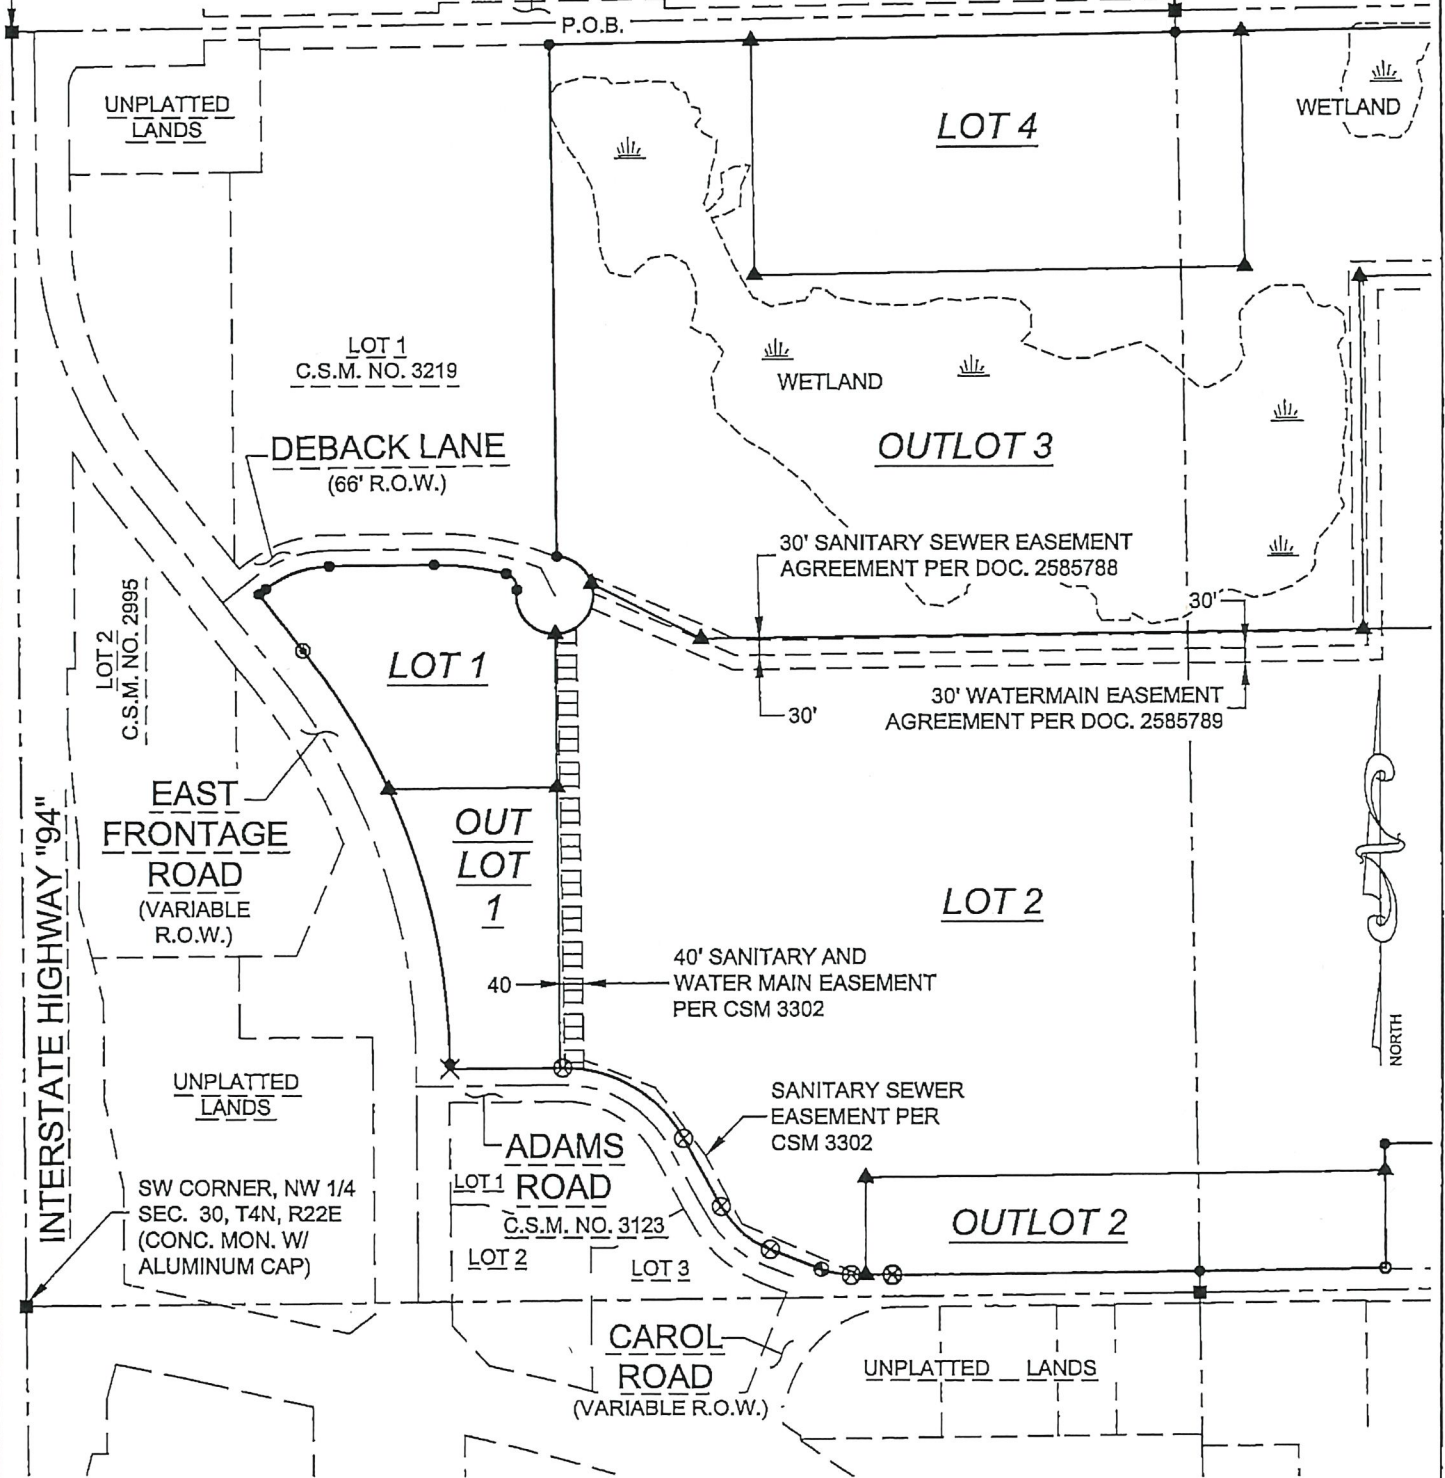 P.O.B.
UNPLATTED
LANDS
LOT 4
WETLAND
LOT 1
C.S.M. NO. 3219
WETLAND
DEBACK LANE
(66' R.O.W.)
OUTLOT 3
30' SANITARY SEWER EASEMENT
AGREEMENT PER DOC. 2585788
30'
LOT 2
C.S.M. NO. 2995
LOT 1
30' WATERMAIN EASEMENT
AGREEMENT PER DOC. 2585789
30'
EAST
FRONTAGE
ROAD
(VARIABLE
R.O.W.)
OUT
LOT
1
LOT 2
INTERSTATE HIGHWAY "94"
40' SANITARY AND
WATER MAIN EASEMENT
PER CSM 3302
40
NORTH
UNPLATTED
LANDS
SANITARY SEWER
EASEMENT PER
CSM 3302
ADAMS
ROAD
LOT 1
C.S.M. NO. 3123
SW CORNER, NW 1/4
SEC. 30, T4N, R22E
(CONC. MON. W/
ALUMINUM CAP)
LOT 2
LOT 3
OUTLOT 2
CAROL
ROAD
(VARIABLE R.O.W.)
UNPLATTED LANDS